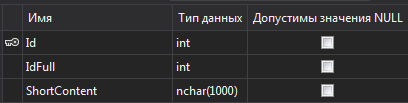 Имя Тип данных Допустимы значения NULL
Id int
IdFull int
ShortContent nchar(1000)